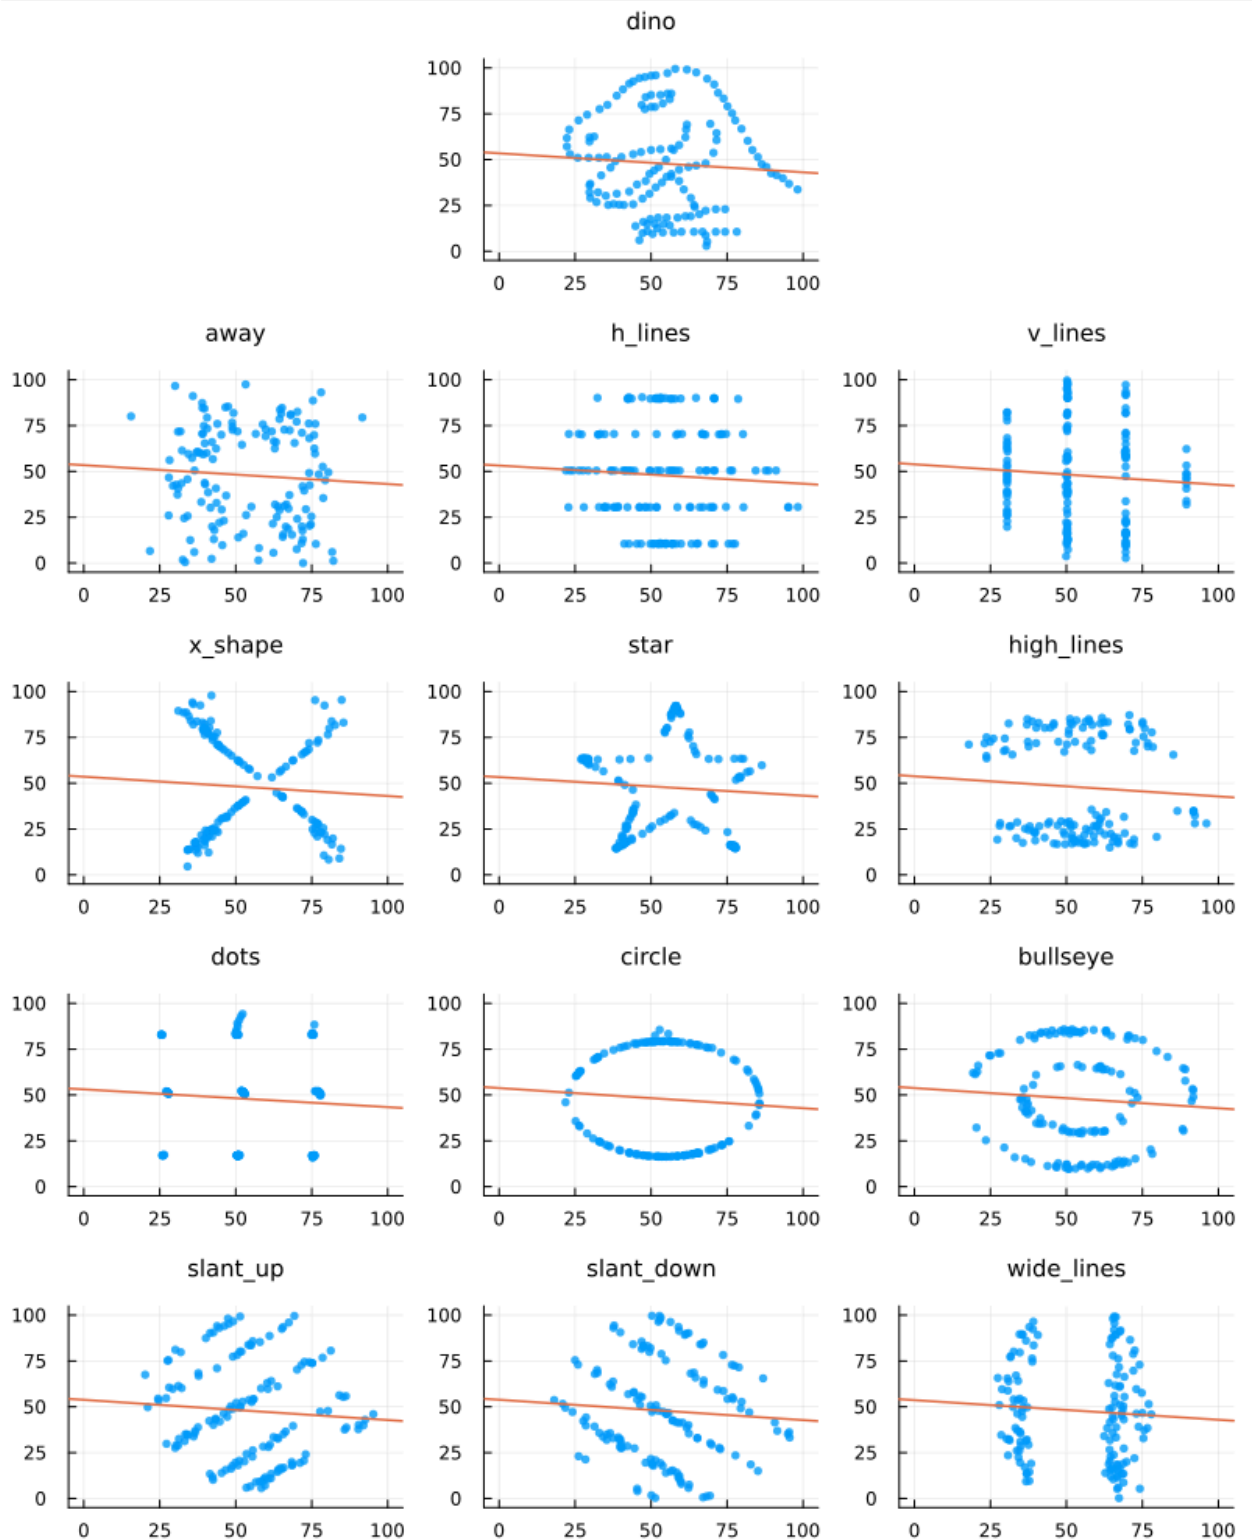 dino
100
75
50
25
0
0 25 50 75 100
away h_lines v_lines
100 100 100
75 75 75
50 50 50
25 25 25
0 0 0
0 25 50 75 100 0 25 50 75 100 0 25 50 75 100
x_shape star high_lines
100 100 100
75 75 75
50 50 50
25 25 25
0 0 0
0 25 50 75 100 0 25 50 75 100 0 25 50 75 100
dots circle bullseye
100 100 100
75 75 75
50 50 50
25 25 25
0 0 0
0 25 50 75 100 0 25 50 75 100 0 25 50 75 100
slant_up slant_down wide_lines
100 100 100
75 75 75
50 50 50
25 25 25
0 0 0
0 25 50 75 100 0 25 50 75 100 0 25 50 75 100